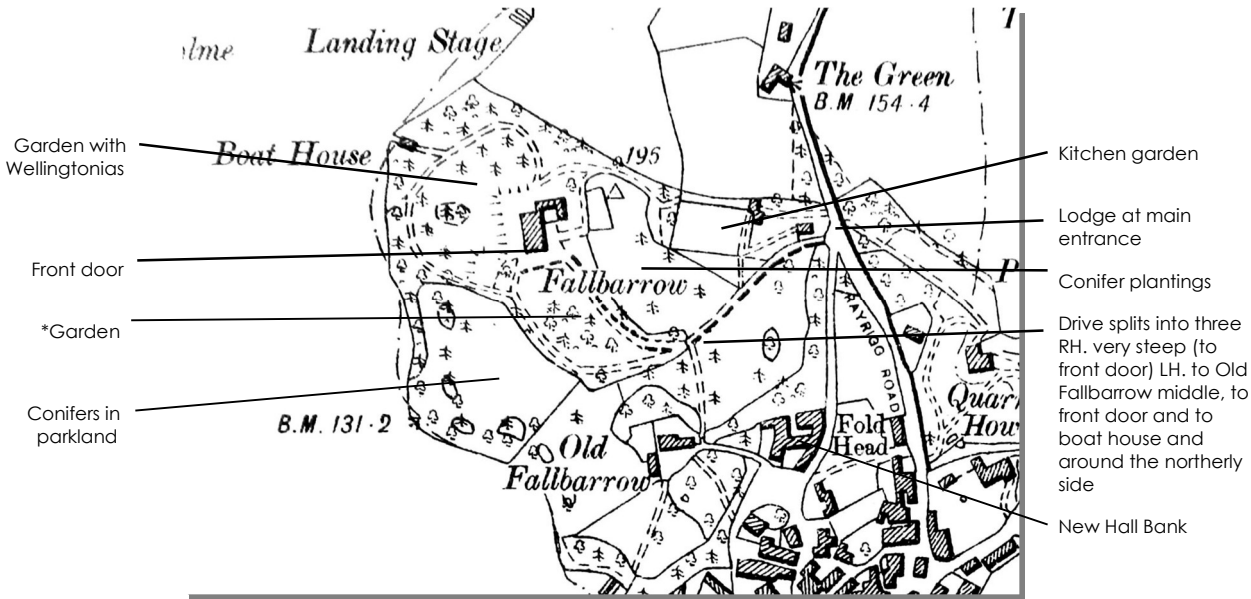 Landing Stage
The Green
B.M 154·4
Boat House
195
Fallbarrow
RAYRIGG ROAD
B.M. 131·2
Old
Fallbarrow
Fold
Head
How
Garden with
Wellingtonias
Front door
*Garden
Conifers in
parkland
Kitchen garden
Lodge at main
entrance
Conifer plantings
Drive splits into three
RH. very steep (to
front door) LH. to Old
Fallbarrow middle, to
front door and to
boat house and
around the northerly
side
New Hall Bank